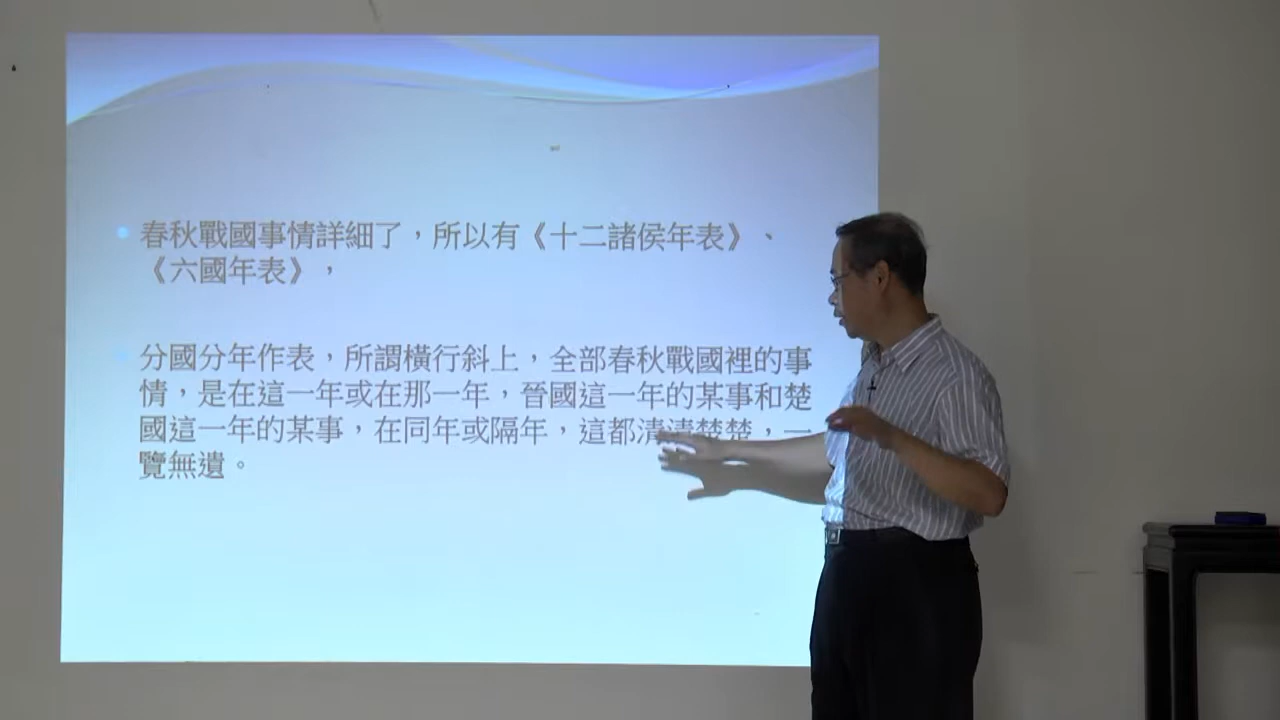 春秋戰國事情詳細了，所以有《十二諸侯年表》、
《六國年表》，
分國分年作表，所謂橫行斜上，全部春秋戰國裡的事
情，是在這一年或在那一年，晉國這一年的某事和楚
國這一年的某事，在同年或隔年，這都清清楚楚，一
覽無遺。